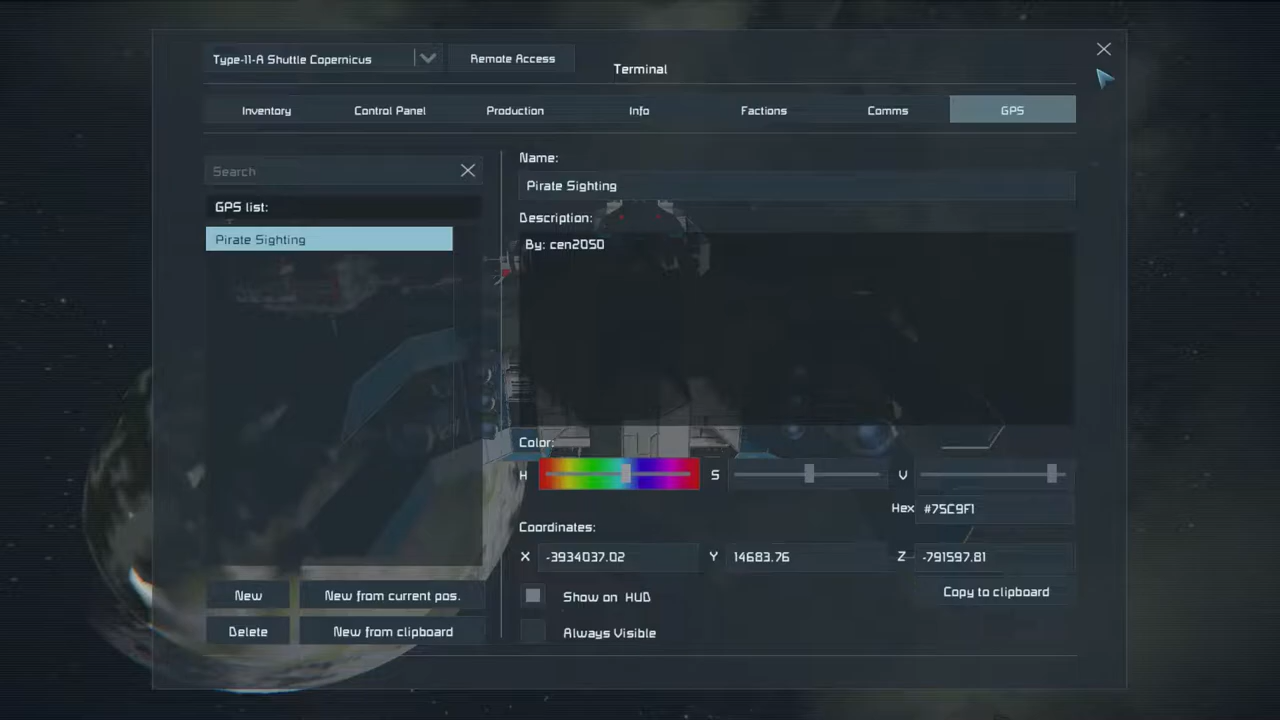 Type-11-A Shuttle Copernicus
Remote Access
Terminal
Inventory
Control Panel
Production
Info
Factions
Comms
GPS
Search
GPS list:
Pirate Sighting
New
New from current pos.
Delete
New from clipboard
Name:
Pirate Sighting
Description:
By: cen2050
Color:
H
S
V
Hex #75C9F1
Coordinates:
X -3934037.02
Y 14683.76
Z -791597.81
Show on HUD
Copy to clipboard
Always Visible